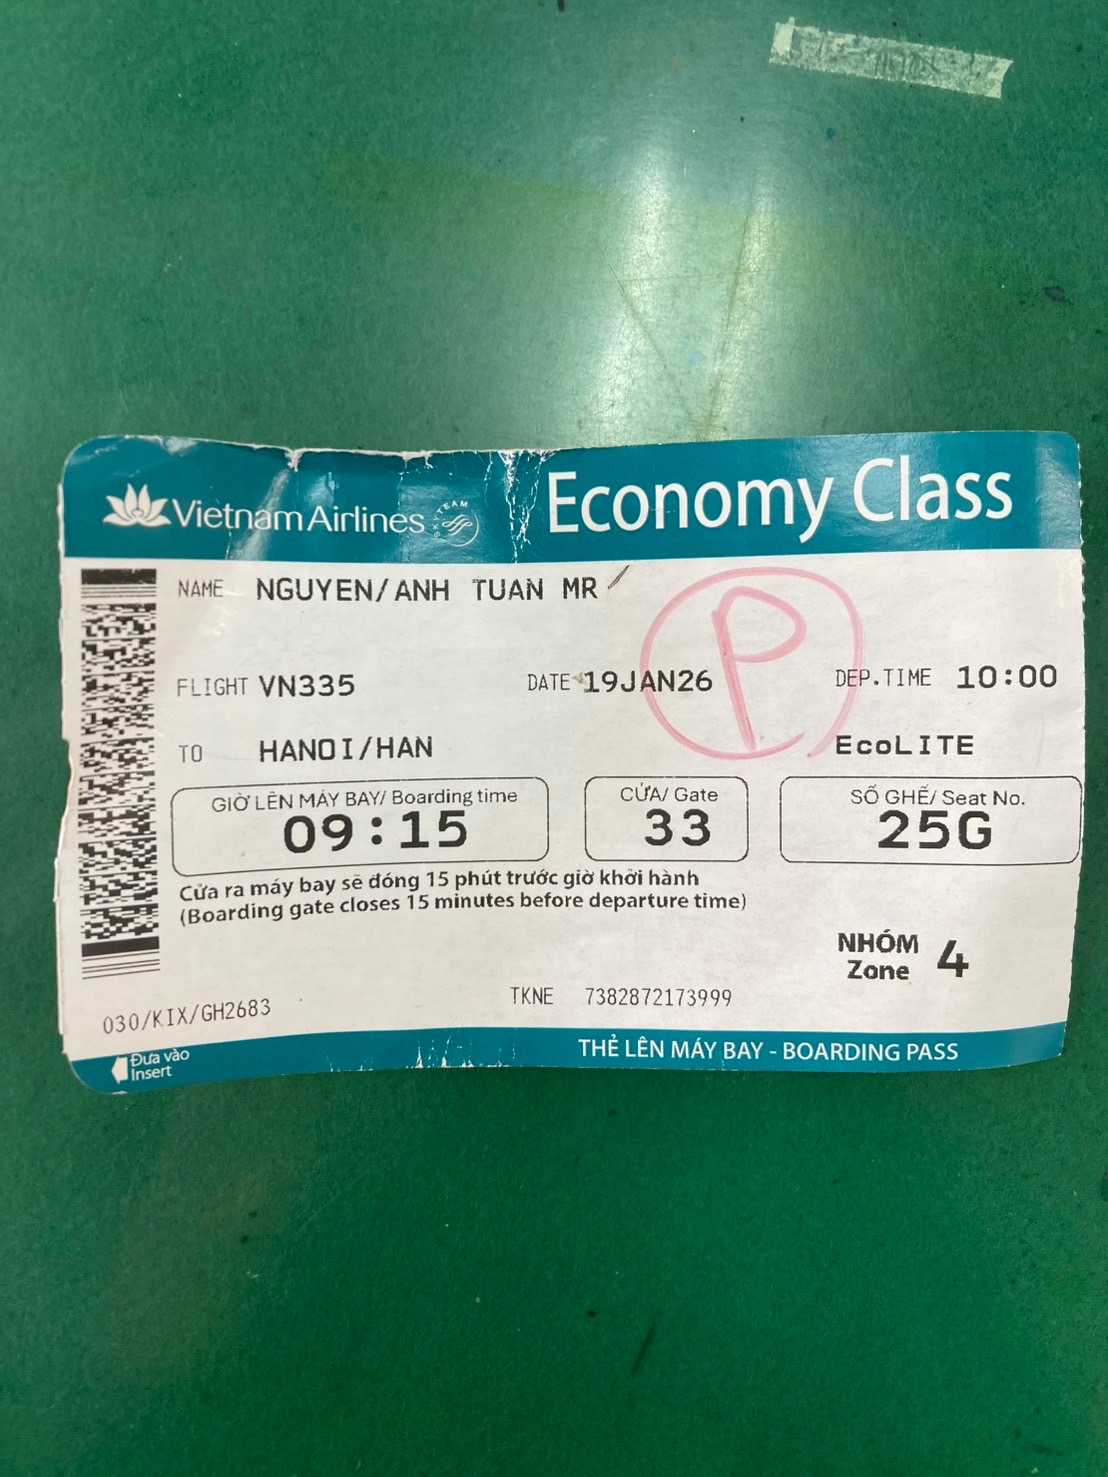 Vietnam Airlines SKYTEAM Economy Class
NAME NGUYEN/ANH TUAN MR
P
FLIGHT VN335 DATE 19JAN26 DEP.TIME 10:00
TO HANOI/HAN EcoLITE
GIỜ LÊN MÁY BAY/ Boarding time CỬA/ Gate SỐ GHẾ/ Seat No.
09:15 33 25G
Cửa ra máy bay sẽ đóng 15 phút trước giờ khởi hành
(Boarding gate closes 15 minutes before departure time)
NHÓM
Zone 4
030/KIX/GH2683 TKNE 7382872173999
Đưa vào
Insert
THẺ LÊN MÁY BAY - BOARDING PASS